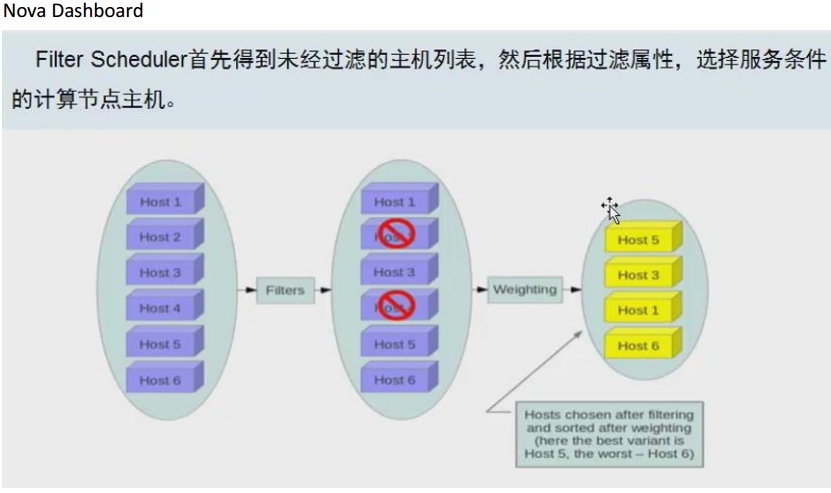 Nova Dashboard
Filter Scheduler首先得到未经过滤的主机列表，然后根据过滤属性，选择服务条件
的计算节点主机。
Host 1
Host 2
Host 3
Host 4
Host 5
Host 6
Filters
Host 1
Host 3
Host 5
Host 6
Weighting
Host 5
Host 3
Host 1
Host 6
Hosts chosen after filtering
and sorted after weighting
(here the best variant is
Host 5, the worst – Host 6)